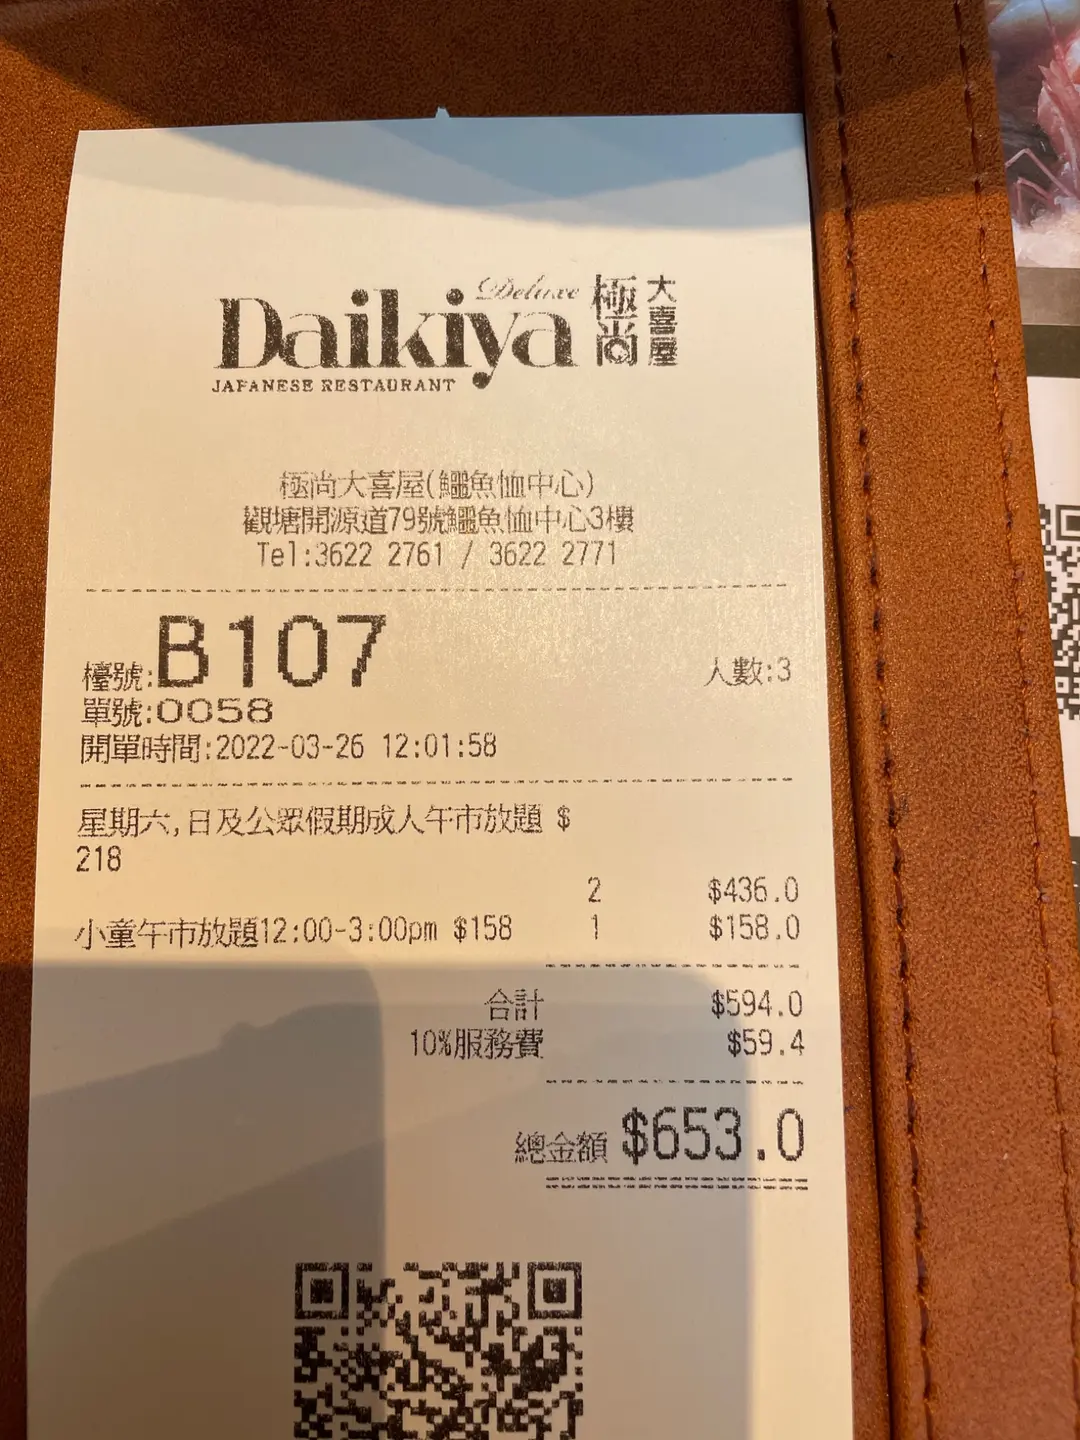 Deluxe
Daikiya 極尚 大喜屋
JAPANESE RESTAURANT
極尚大喜屋(鱷魚恤中心)
觀塘開源道79號鱷魚恤中心3樓
Tel:3622 2761 / 3622 2771
檯號:B107 人數:3
單號:0058
開單時間:2022-03-26 12:01:58
星期六,日及公眾假期成人午市放題 $
218
2 $436.0
小童午市放題12:00-3:00pm $158 1 $158.0
合計 $594.0
10%服務費 $59.4
總金額 $653.0